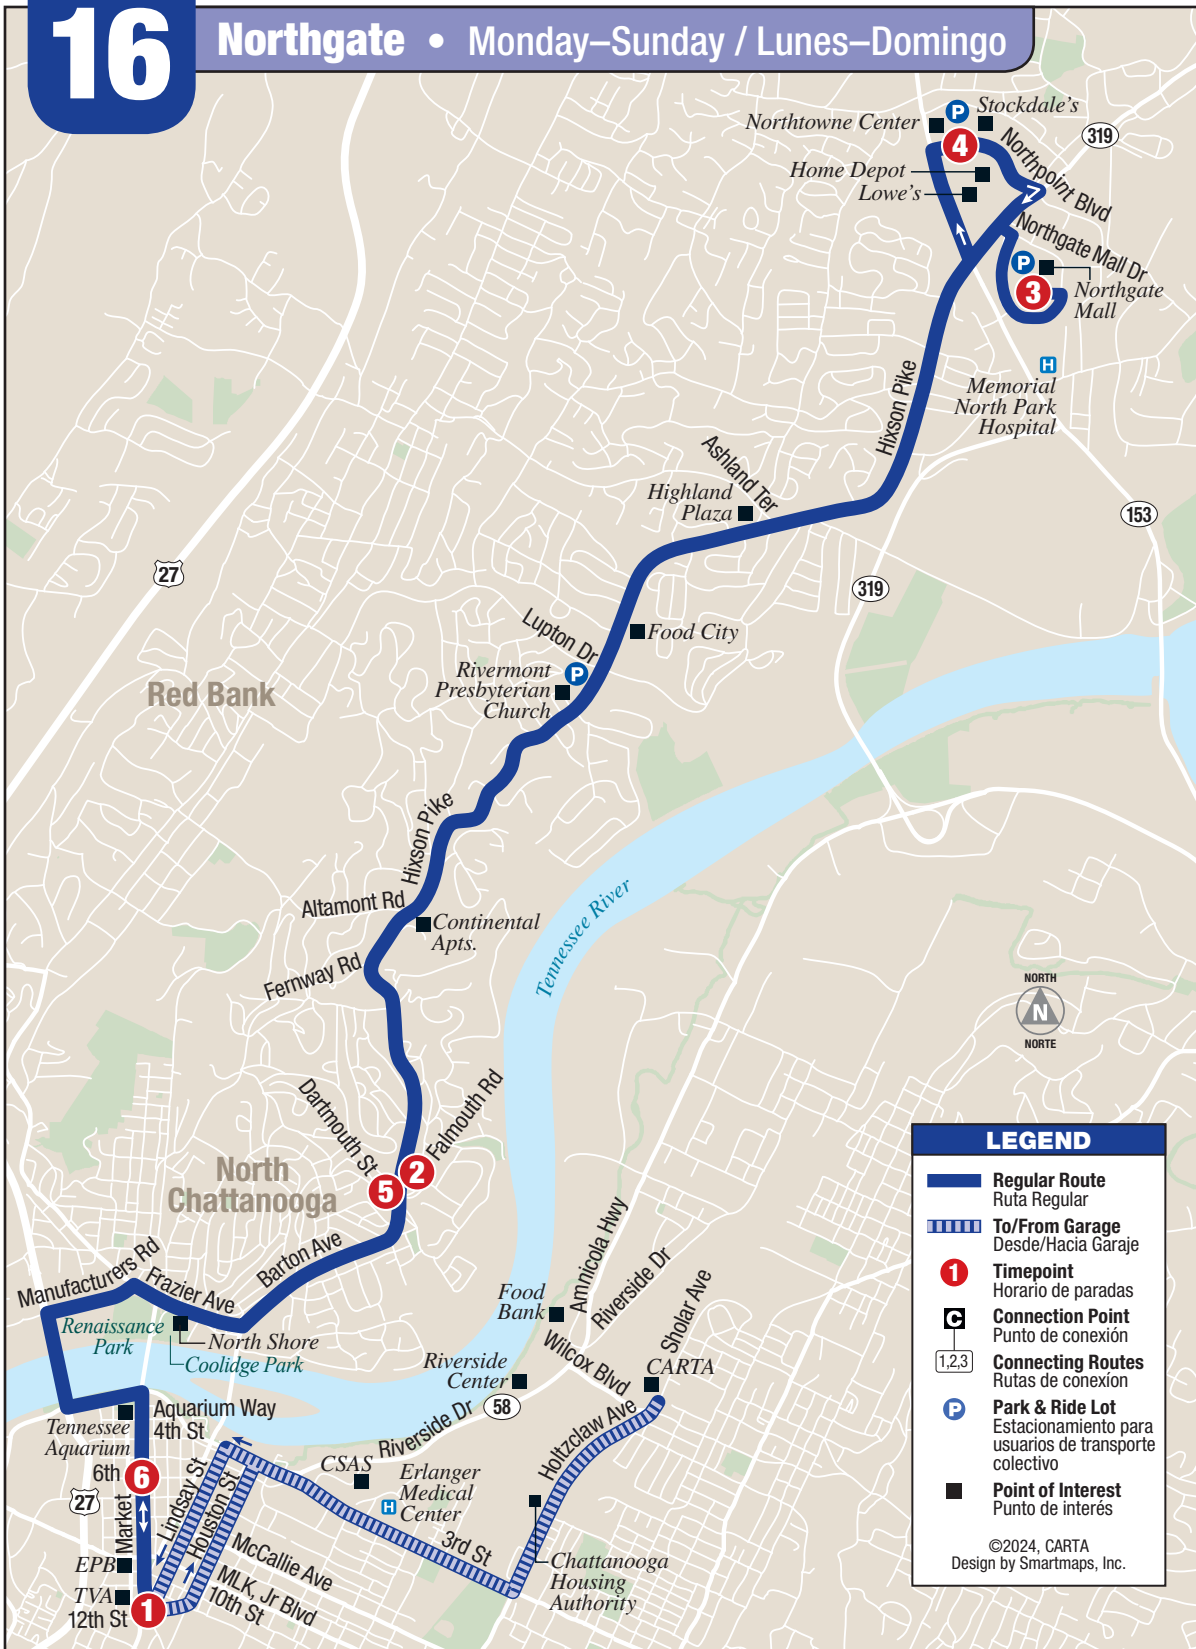 16
Northgate • Monday–Sunday / Lunes–Domingo
Stockdale's
Northtowne Center
P
319
4
Northpoint Blvd
Home Depot
Lowe's
Northgate Mall Dr
P
3
Northgate
Mall
H
Memorial
North Park
Hospital
Hixson Pike
Ashland Ter
Highland
Plaza
153
27
319
Lupton Dr
Food City
P
Rivermont
Presbyterian
Church
Red Bank
Hixson Pike
Altamont Rd
Continental
Apts.
Tennessee River
Fernway Rd
NORTH
N
NORTE
Dartmouth St
Falmouth Rd
2
5
North
Chattanooga
Barton Ave
Manufacturers Rd
Frazier Ave
Renaissance
Park
North Shore
Coolidge Park
Amnicola Hwy
Riverside Dr
Food
Bank
Wilcox Blvd
Sholar Ave
CARTA
Riverside
Center
58
Riverside Dr
Holtzclaw Ave
Tennessee
Aquarium
Aquarium Way
4th St
6th
6
27
Market
Lindsay St
Houston St
CSAS
H
Erlanger
Medical
Center
3rd St
Chattanooga
Housing
Authority
McCallie Ave
MLK, Jr Blvd
10th St
EPB
TVA
12th St
1
LEGEND
Regular Route
Ruta Regular
To/From Garage
Desde/Hacia Garaje
1
Timepoint
Horario de paradas
C
Connection Point
Punto de conexión
1,2,3
Connecting Routes
Rutas de conexíon
P
Park & Ride Lot
Estacionamiento para
usuarios de transporte
colectivo
Point of Interest
Punto de interés
©2024, CARTA
Design by Smartmaps, Inc.